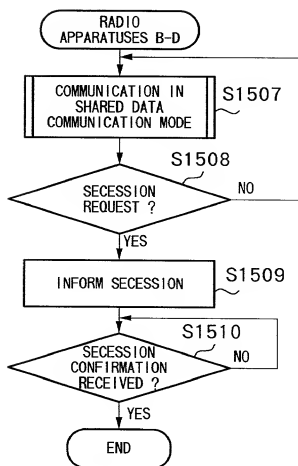 RADIO
APPARATUSES B-D
COMMUNICATION IN
SHARED DATA
COMMUNICATION MODE
S1507
S1508
SECESSION
REQUEST ?
NO
YES
INFORM SECESSION
S1509
S1510
SECESSION
CONFIRMATION
RECEIVED ?
NO
YES
END